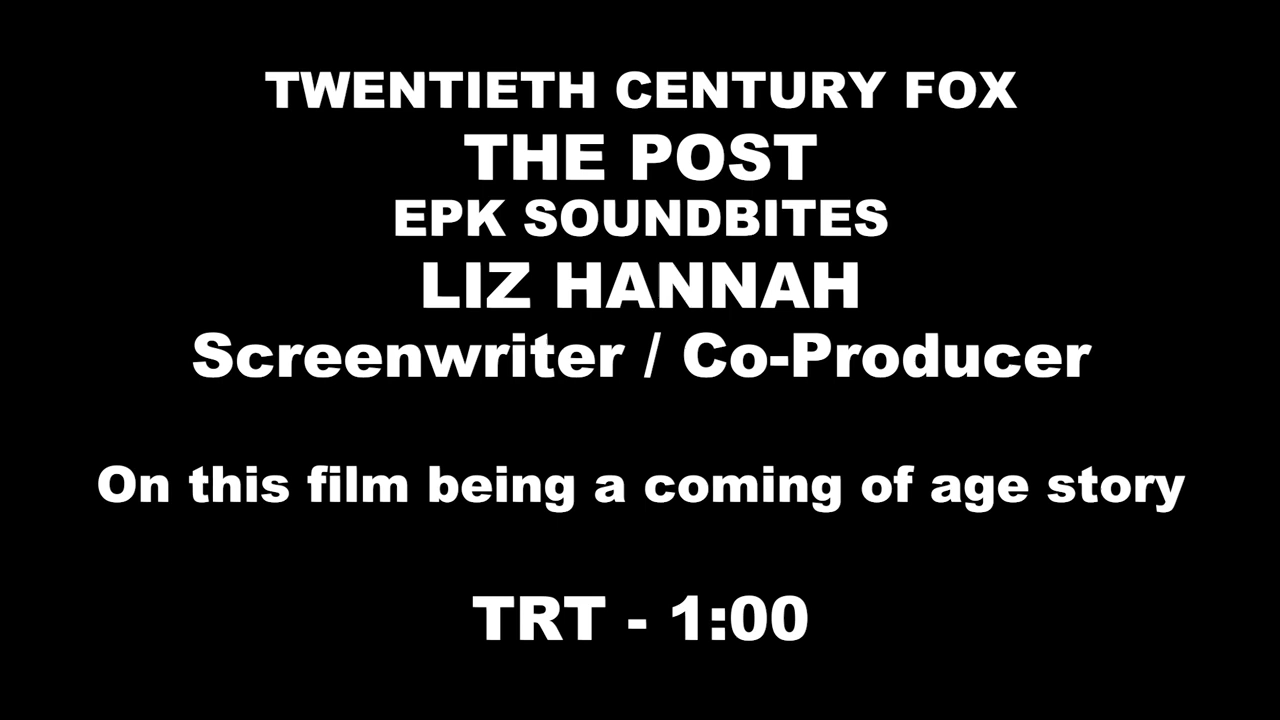 TWENTIETH CENTURY FOX
THE POST
EPK SOUNDBITES
LIZ HANNAH
Screenwriter / Co-Producer
On this film being a coming of age story
TRT - 1:00